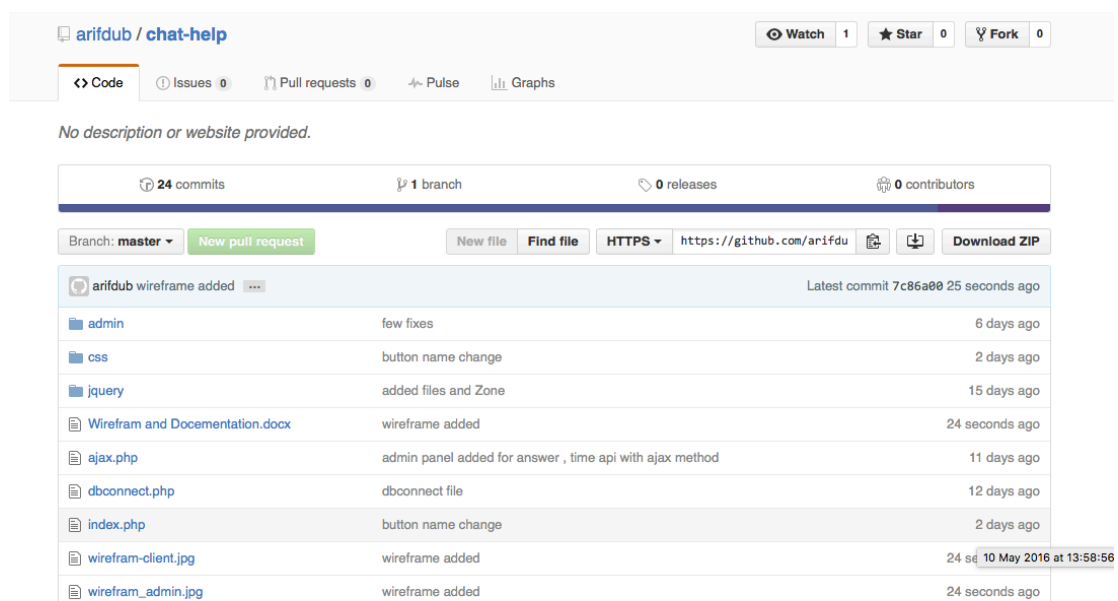 arifdub / chat-help Watch 1 Star 0 Fork 0
Code Issues 0 Pull requests 0 Pulse Graphs
No description or website provided.
24 commits 1 branch 0 releases 0 contributors
Branch: master New pull request New file Find file HTTPS https://github.com/arifdu Download ZIP
arifdub wireframe added ... Latest commit 7c86a00 25 seconds ago
admin few fixes 6 days ago
css button name change 2 days ago
jquery added files and Zone 15 days ago
Wirefram and Docementation.docx wireframe added 24 seconds ago
ajax.php admin panel added for answer , time api with ajax method 11 days ago
dbconnect.php dbconnect file 12 days ago
index.php button name change 2 days ago
wirefram-client.jpg wireframe added 24 se 10 May 2016 at 13:58:56
wirefram_admin.jpg wireframe added 24 seconds ago